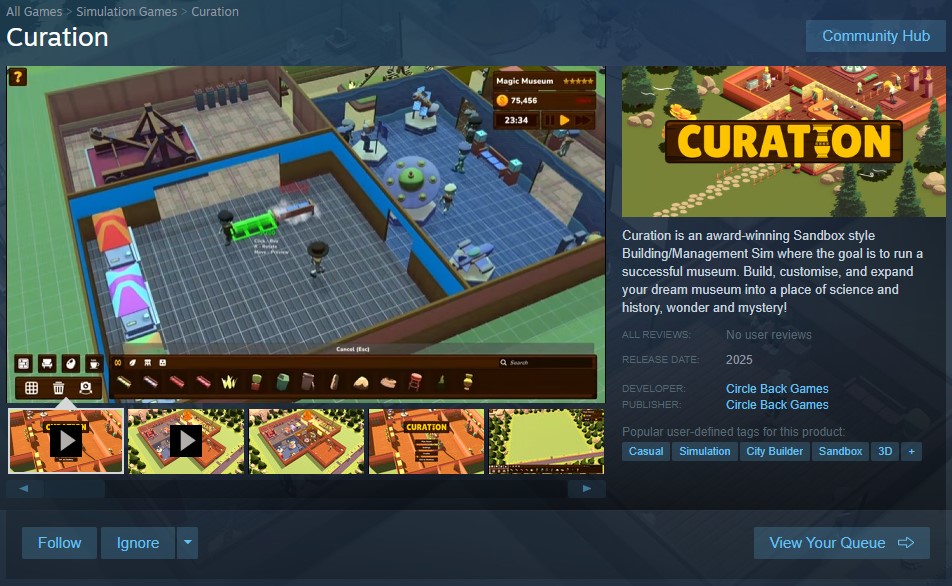 All Games > Simulation Games > Curation
Curation
Community Hub
?
Magic Museum
75,456
23:34
Cancel (Esc)
Search
CURATION
Curation is an award-winning Sandbox style
Building/Management Sim where the goal is to run a
successful museum. Build, customise, and expand
your dream museum into a place of science and
history, wonder and mystery!
ALL REVIEWS: No user reviews
RELEASE DATE: 2025
DEVELOPER: Circle Back Games
PUBLISHER: Circle Back Games
Popular user-defined tags for this product:
Casual Simulation City Builder Sandbox 3D +
CURATION
Follow Ignore
View Your Queue